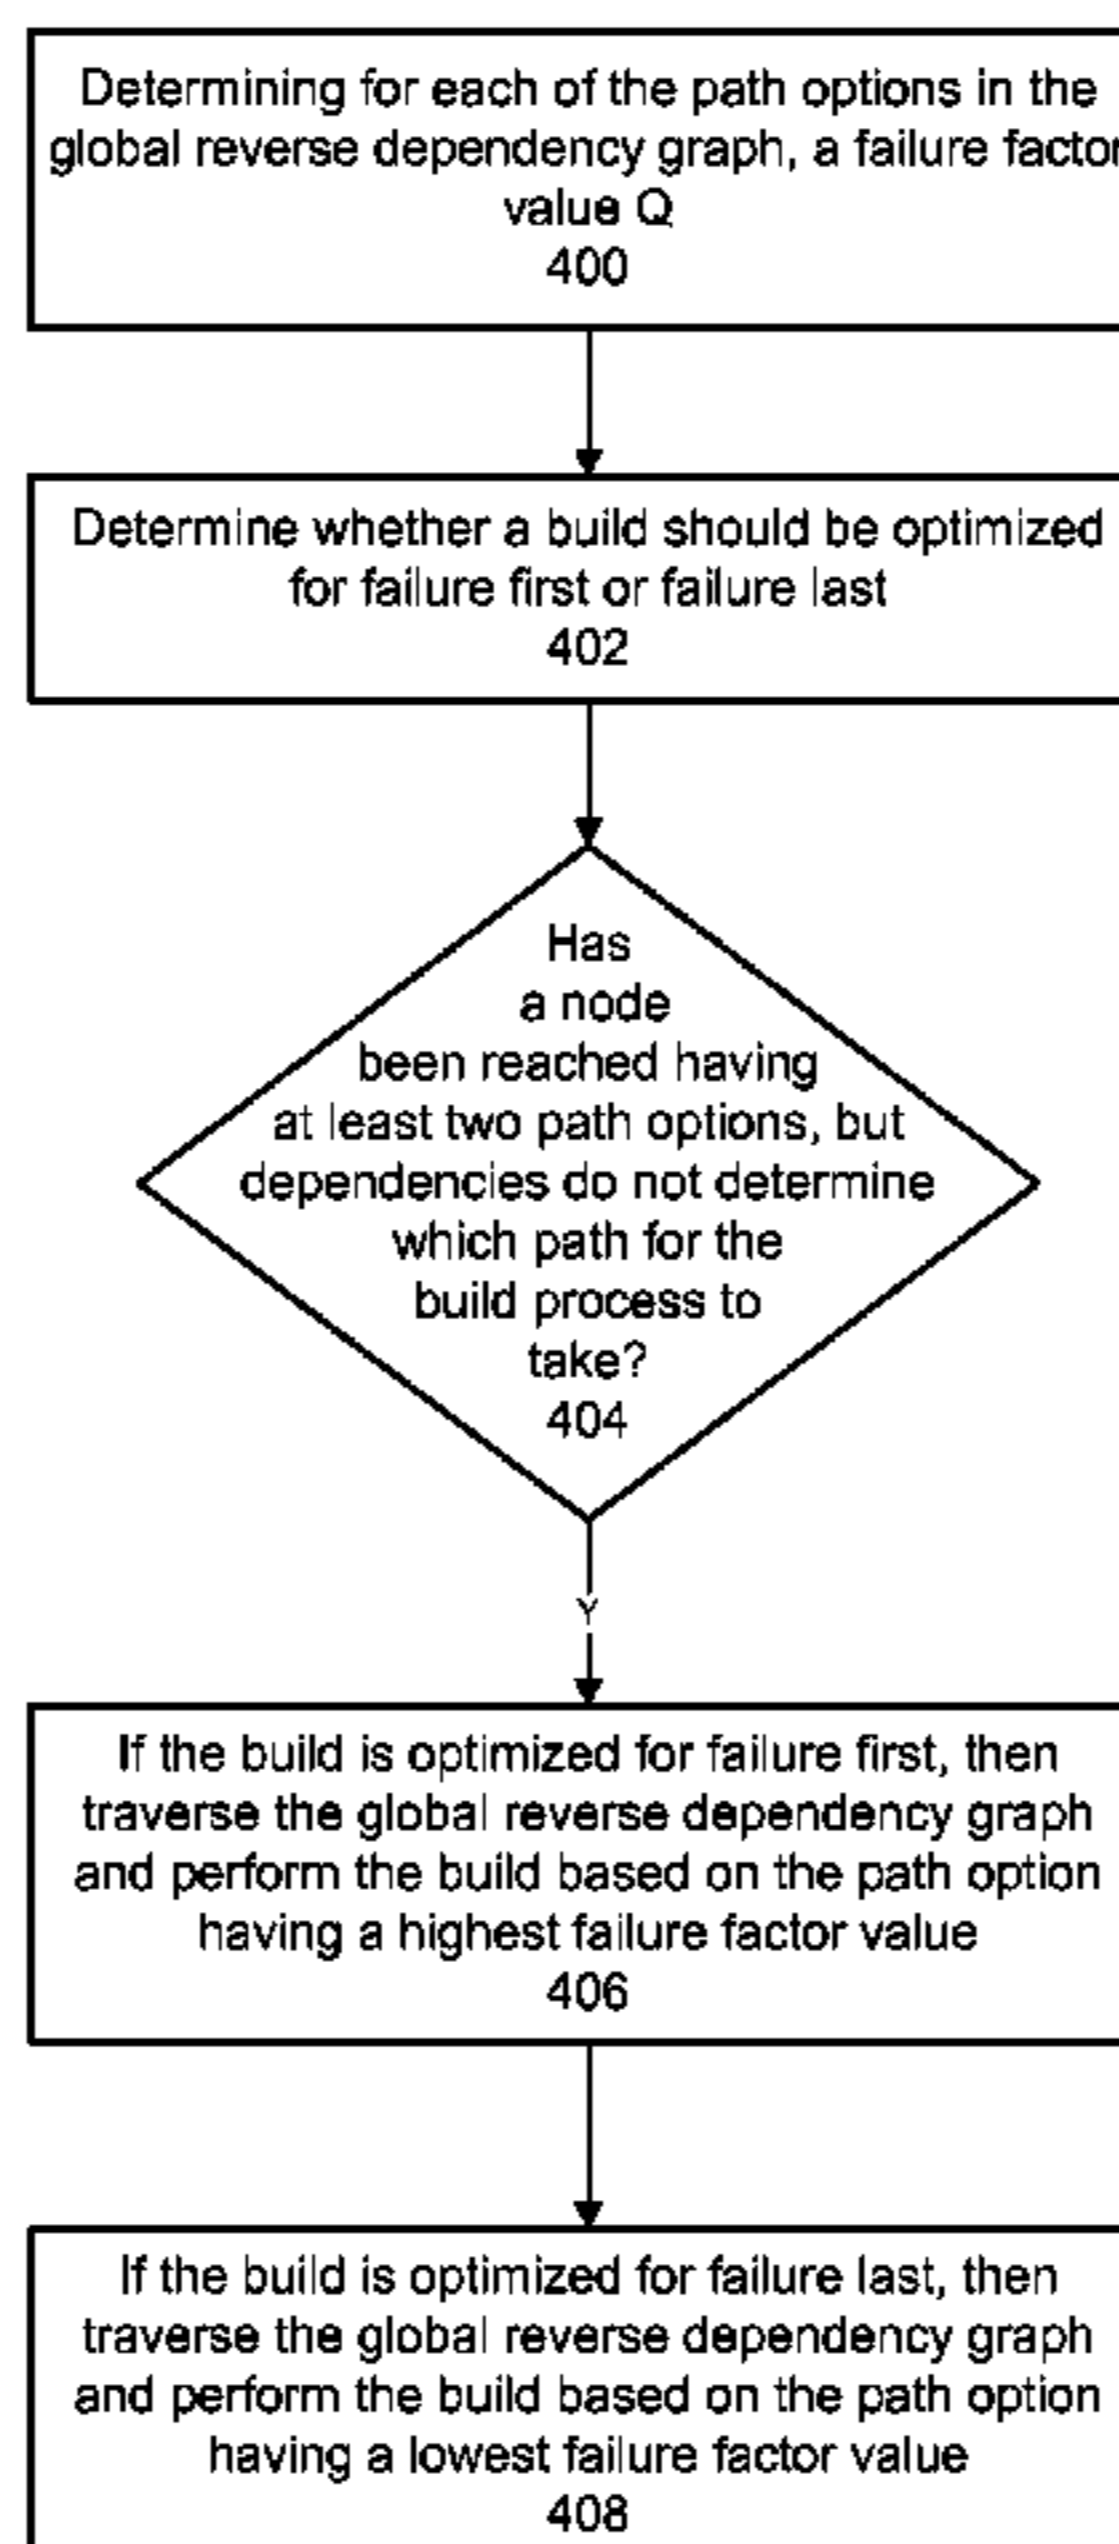 Determining for each of the path options in the
global reverse dependency graph, a failure factor
value Q
400
Determine whether a build should be optimized
for failure first or failure last
402
Has
a node
been reached having
at least two path options, but
dependencies do not determine
which path for the
build process to
take?
404
Y
If the build is optimized for failure first, then
traverse the global reverse dependency graph
and perform the build based on the path option
having a highest failure factor value
406
If the build is optimized for failure last, then
traverse the global reverse dependency graph
and perform the build based on the path option
having a lowest failure factor value
408